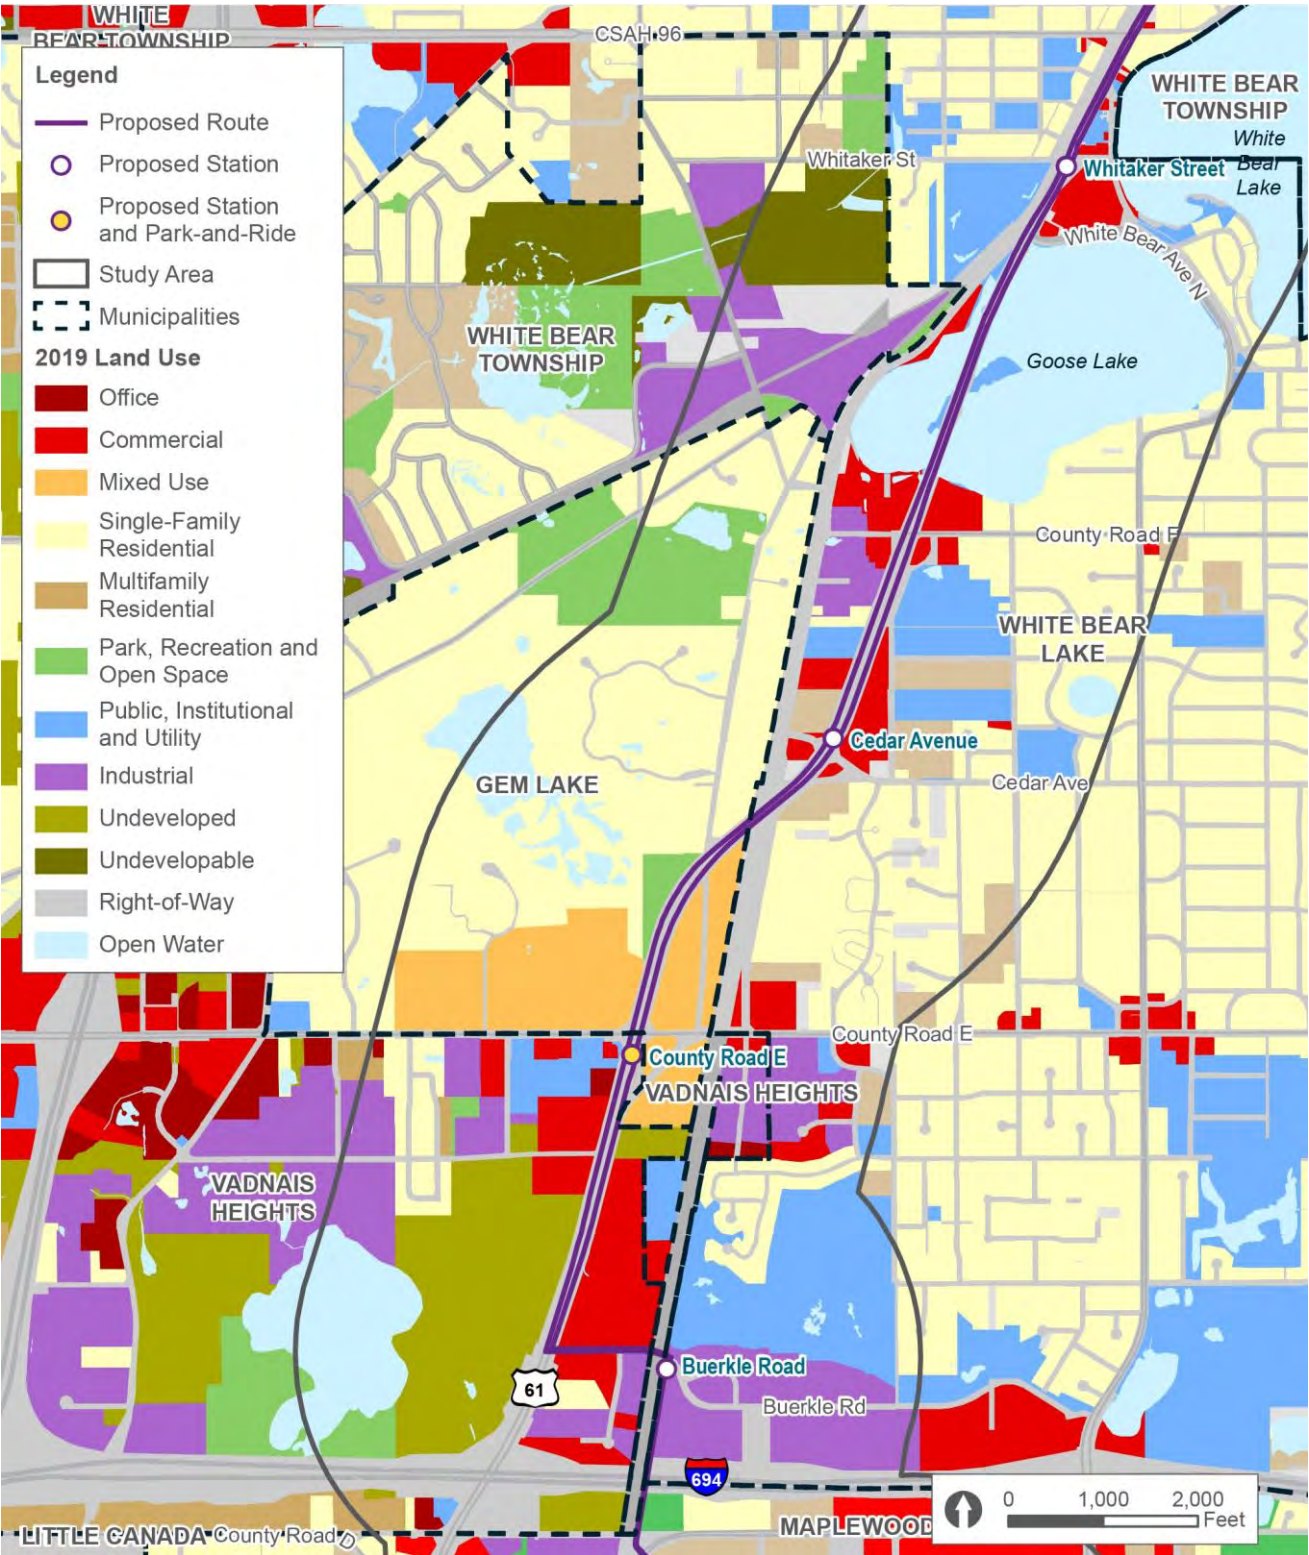 WHITE
BEAR TOWNSHIP
CSAH 96
Legend
Proposed Route
Proposed Station
Proposed Station
and Park-and-Ride
Study Area
Municipalities
2019 Land Use
Office
Commercial
Mixed Use
Single-Family
Residential
Multifamily
Residential
Park, Recreation and
Open Space
Public, Institutional
and Utility
Industrial
Undeveloped
Undevelopable
Right-of-Way
Open Water
WHITE BEAR
TOWNSHIP
White
Bear
Lake
Whitaker St
Whitaker Street
White Bear Ave N
WHITE BEAR
TOWNSHIP
Goose Lake
County Road F
WHITE BEAR
LAKE
Cedar Avenue
Cedar Ave
GEM LAKE
County Road E
County Road E
VADNAIS HEIGHTS
VADNAIS
HEIGHTS
Buerkle Road
61
Buerkle Rd
694
0 1,000 2,000
Feet
LITTLE CANADA
County Road D
MAPLEWOOD